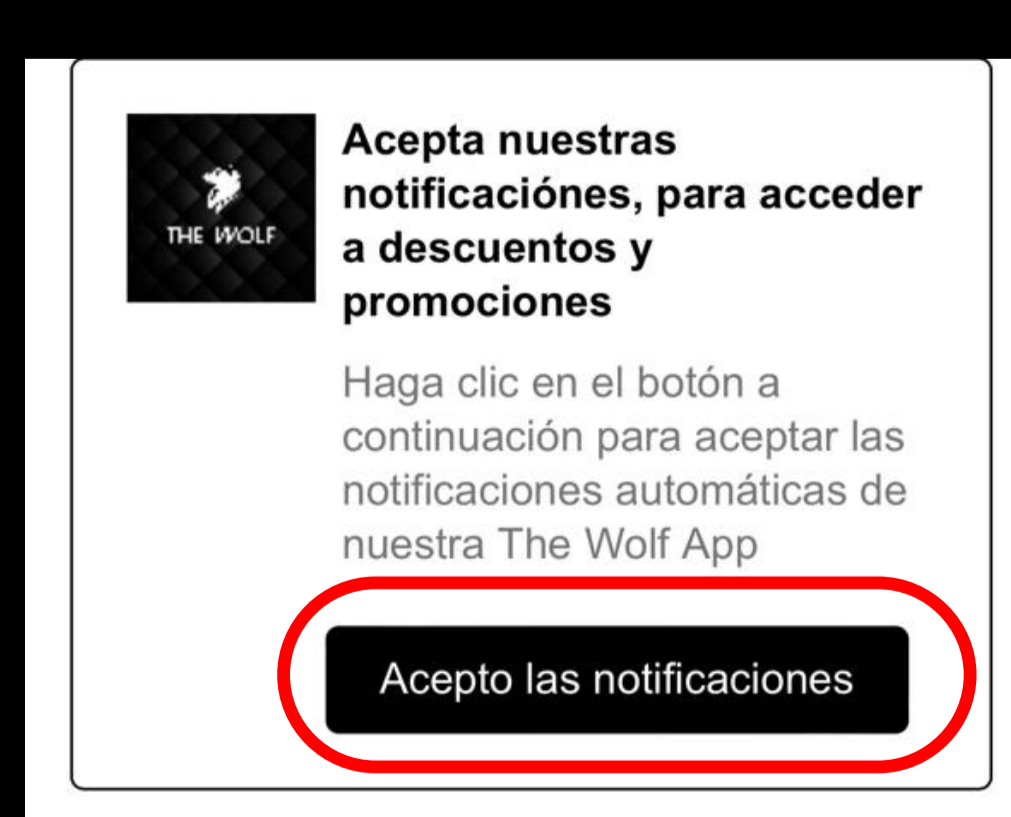 THE WOLF
Acepta nuestras
notificaciónes, para acceder
a descuentos y
promociones
Haga clic en el botón a
continuación para aceptar las
notificaciones automáticas de
nuestra The Wolf App
Acepto las notificaciones